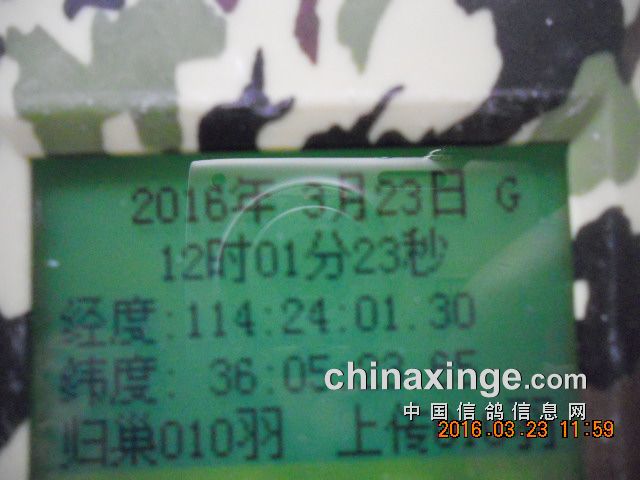 2016年 3月23日 G
12时01分23秒
经度:114:24:01.30
纬度: 36:05
chinaxinge.com
中国信鸽信息网
归巢010羽 上传
2016.03.23 11:59